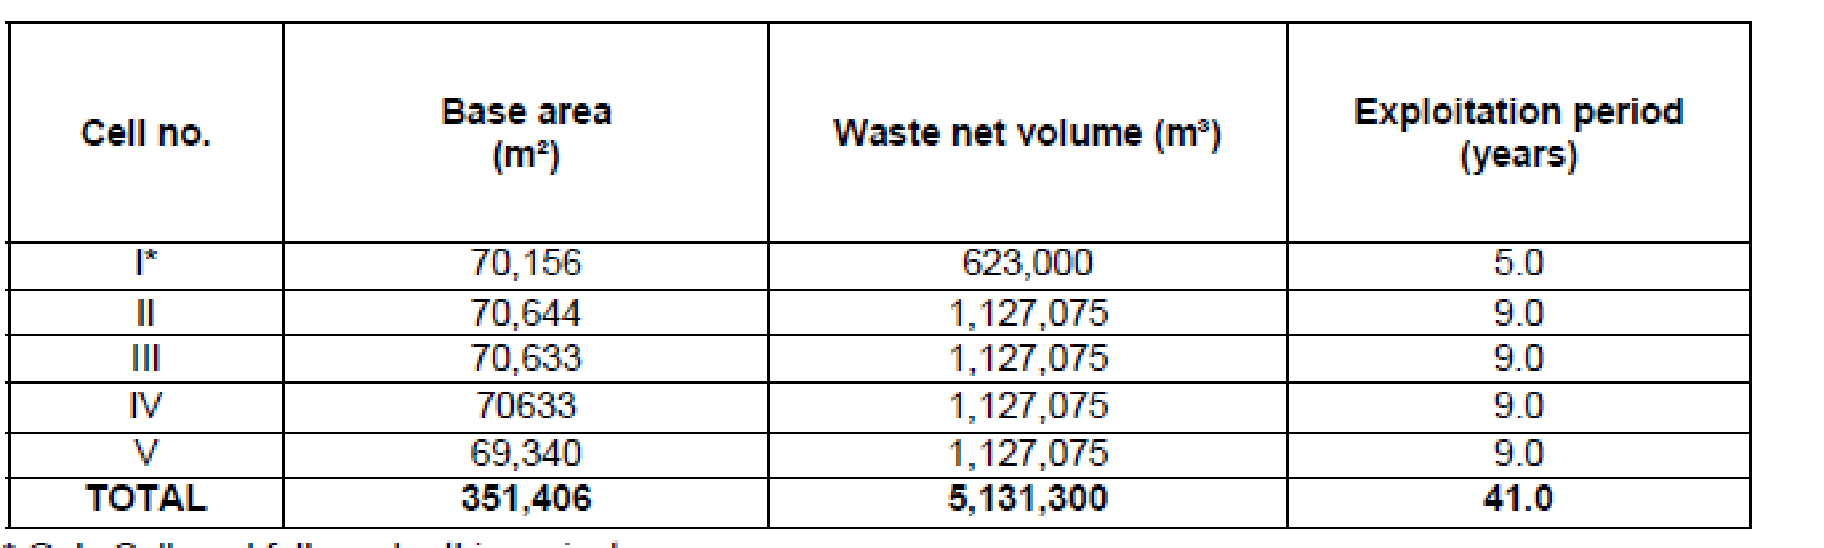 Cell no. Base area (m²) Waste net volume (m³) Exploitation period (years)
I* 70,156 623,000 5.0
II 70,644 1,127,075 9.0
III 70,633 1,127,075 9.0
IV 70633 1,127,075 9.0
V 69,340 1,127,075 9.0
TOTAL 351,406 5,131,300 41.0